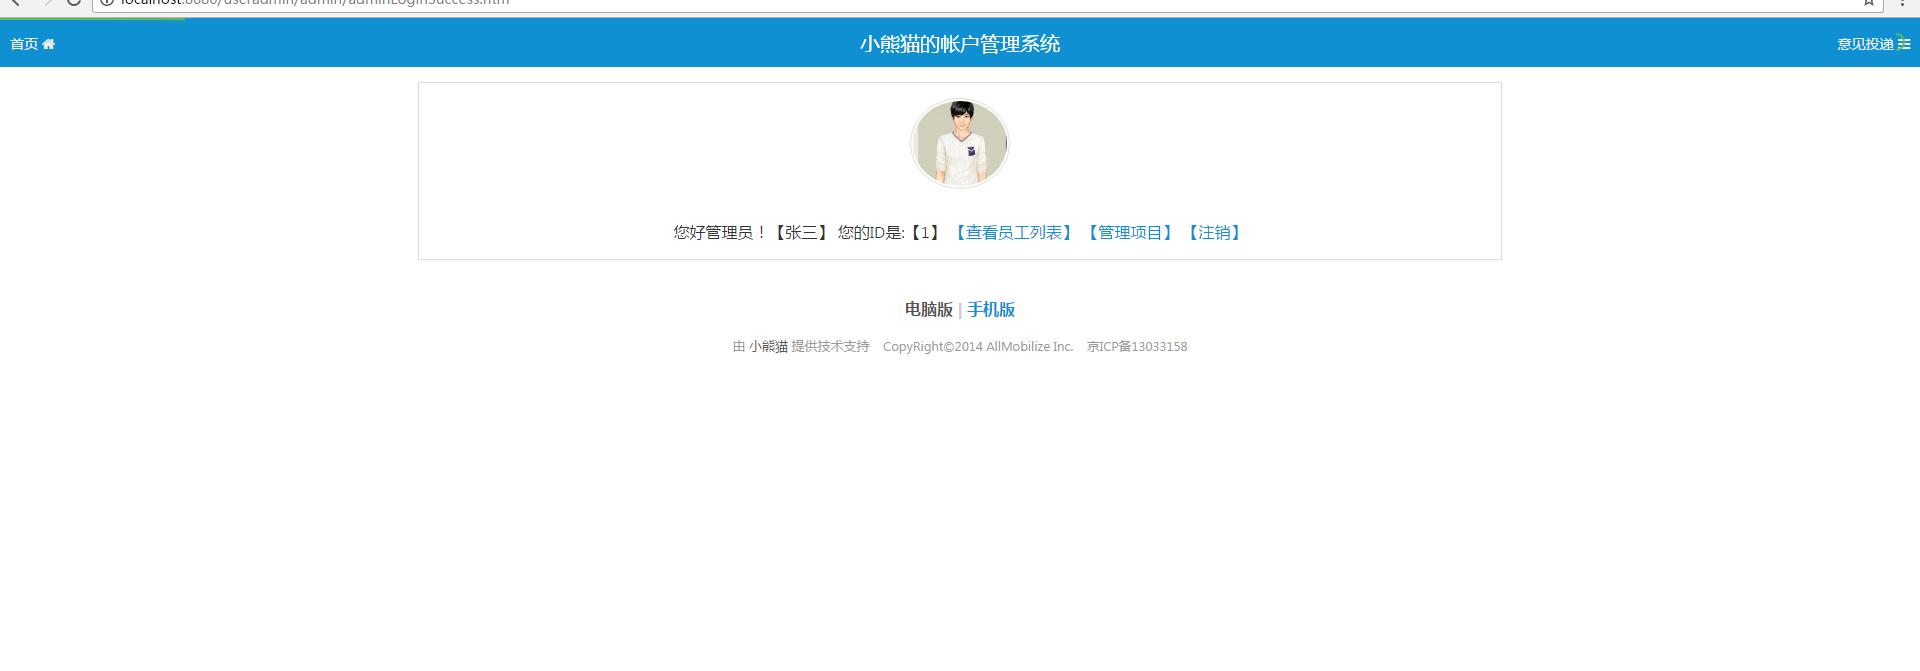 localhost:8080/useradmin/admin/adminLoginSuccess.htm
首页
小熊猫的帐户管理系统
意见投递
您好管理员！【张三】 您的ID是:【1】 【查看员工列表】 【管理项目】 【注销】
电脑版 | 手机版
由 小熊猫 提供技术支持 CopyRight©2014 AllMobilize Inc. 京ICP备13033158